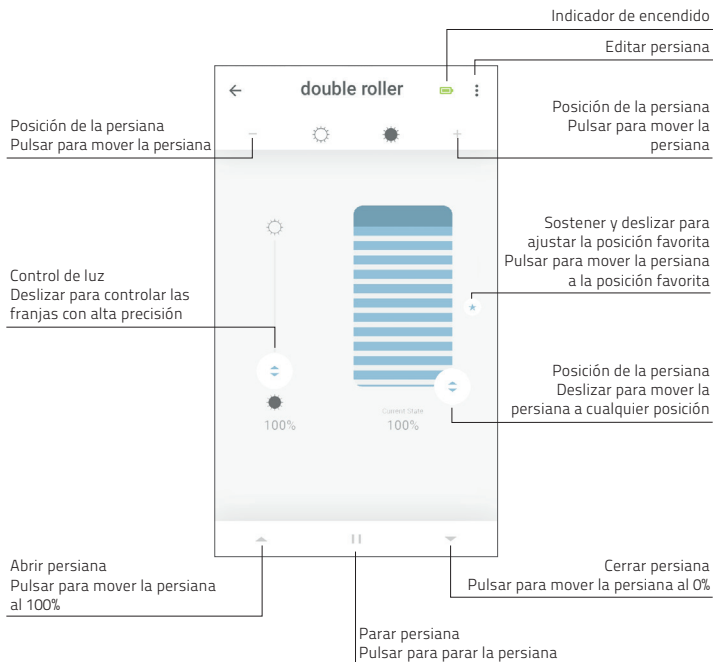 Indicador de encendido
Editar persiana
double roller
Posición de la persiana
Pulsar para mover la persiana
Posición de la persiana
Pulsar para mover la
persiana
Sostener y deslizar para
ajustar la posición favorita
Pulsar para mover la persiana
a la posición favorita
Control de luz
Deslizar para controlar las
franjas con alta precisión
Posición de la persiana
Deslizar para mover la
persiana a cualquier posición
Current State
100%
100%
Abrir persiana
Pulsar para mover la persiana
al 100%
Cerrar persiana
Pulsar para mover la persiana al 0%
Parar persiana
Pulsar para parar la persiana